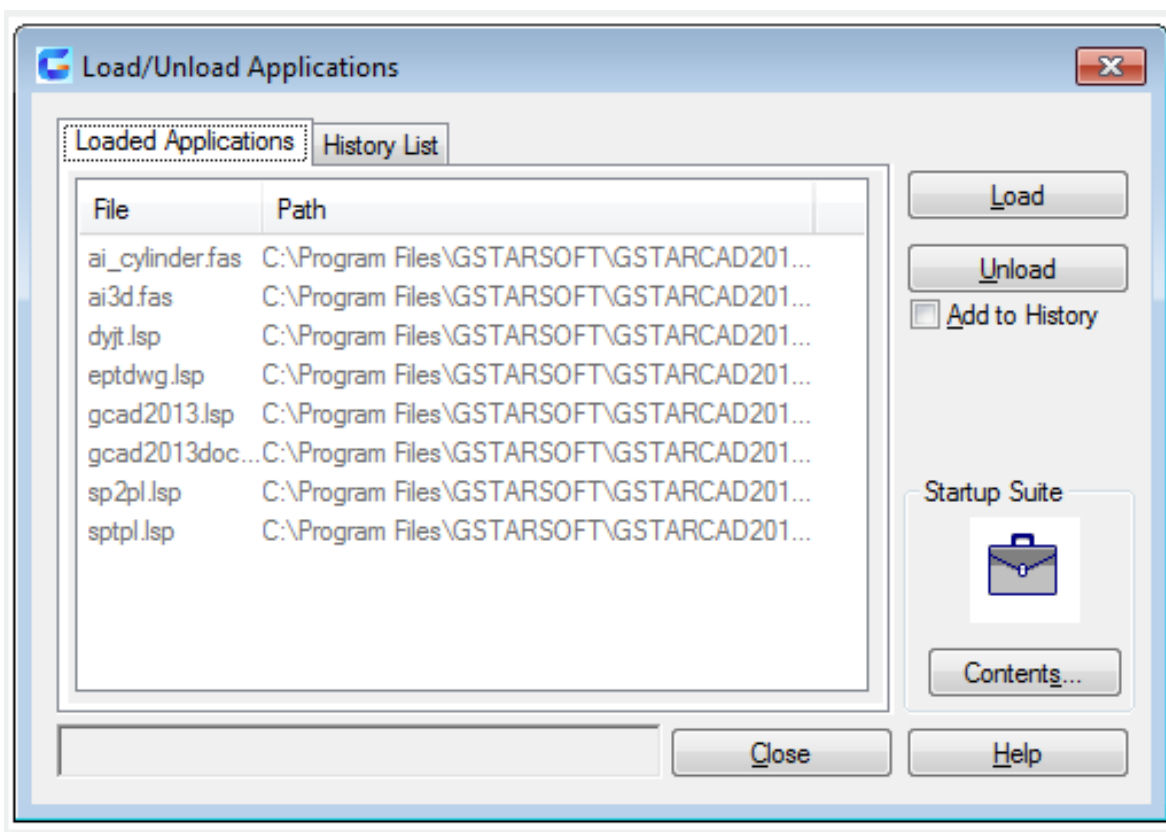 Load/Unload Applications
Loaded Applications History List
File Path
ai_cylinder.fas C:\Program Files\GSTARSOFT\GSTARCAD201...
ai3d.fas C:\Program Files\GSTARSOFT\GSTARCAD201...
dyjt.lsp C:\Program Files\GSTARSOFT\GSTARCAD201...
eptdwg.lsp C:\Program Files\GSTARSOFT\GSTARCAD201...
gcad2013.lsp C:\Program Files\GSTARSOFT\GSTARCAD201...
gcad2013doc...C:\Program Files\GSTARSOFT\GSTARCAD201...
sp2pl.lsp C:\Program Files\GSTARSOFT\GSTARCAD201...
sptpl.lsp C:\Program Files\GSTARSOFT\GSTARCAD201...
Load
Unload
Add to History
Startup Suite
Contents...
Close
Help